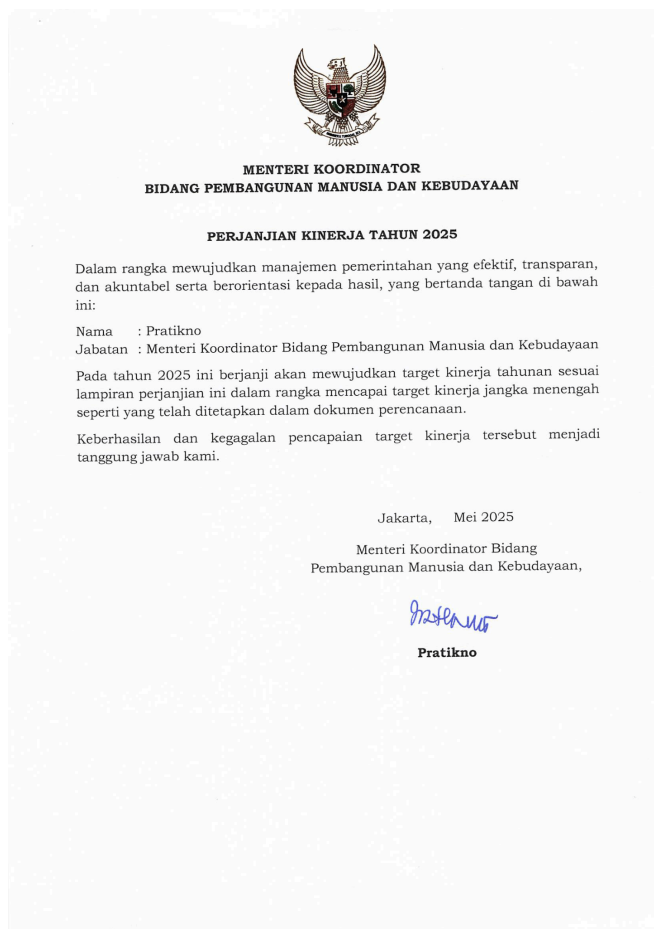 MENTERI KOORDINATOR
BIDANG PEMBANGUNAN MANUSIA DAN KEBUDAYAAN
PERJANJIAN KINERJA TAHUN 2025
Dalam rangka mewujudkan manajemen pemerintahan yang efektif, transparan,
dan akuntabel serta berorientasi kepada hasil, yang bertanda tangan di bawah
ini:
Nama : Pratikno
Jabatan : Menteri Koordinator Bidang Pembangunan Manusia dan Kebudayaan
Pada tahun 2025 ini berjanji akan mewujudkan target kinerja tahunan sesuai
lampiran perjanjian ini dalam rangka mencapai target kinerja jangka menengah
seperti yang telah ditetapkan dalam dokumen perencanaan.
Keberhasilan dan kegagalan pencapaian target kinerja tersebut menjadi
tanggung jawab kami.
Jakarta, Mei 2025
Menteri Koordinator Bidang
Pembangunan Manusia dan Kebudayaan,
Pratikno